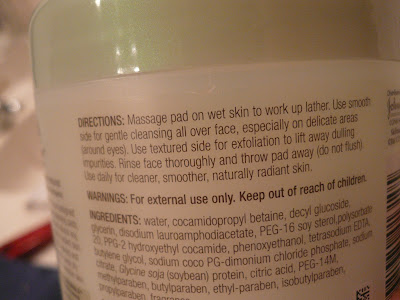 DIRECTIONS: Massage pad on wet skin to work up lather. Use smooth
side for gentle cleansing all over face, especially on delicate areas
(around eyes). Use textured side for exfoliation to lift away dulling
impurities. Rinse face thoroughly and throw pad away (do not flush).
Use daily for cleaner, smoother, naturally radiant skin.
WARNINGS: For external use only. Keep out of reach of children.
INGREDIENTS: water, cocamidopropyl betaine, decyl glucoside,
glycerin, disodium lauroamphodiacetate, PEG-16 soy sterol, polysorbate
20, PPG-2 hydroxyethyl cocamide, phenoxyethanol, tetrasodium EDTA,
butylene glycol, sodium coco PG-dimonium chloride phosphate, sodium
citrate, Glycine soja (soybean) protein, citric acid, PEG-14M,
methylparaben, butylparaben, ethyl-paraben, isobutylparaben,
propylparaben, fragrance